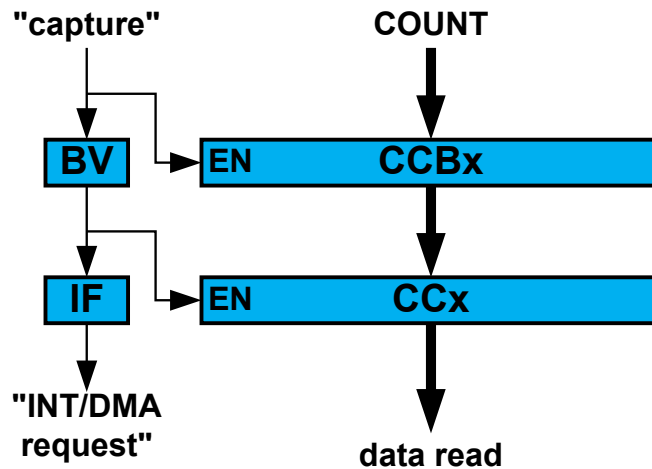 "capture"
COUNT
BV
EN
CCBx
IF
EN
CCx
"INT/DMA
request"
data read